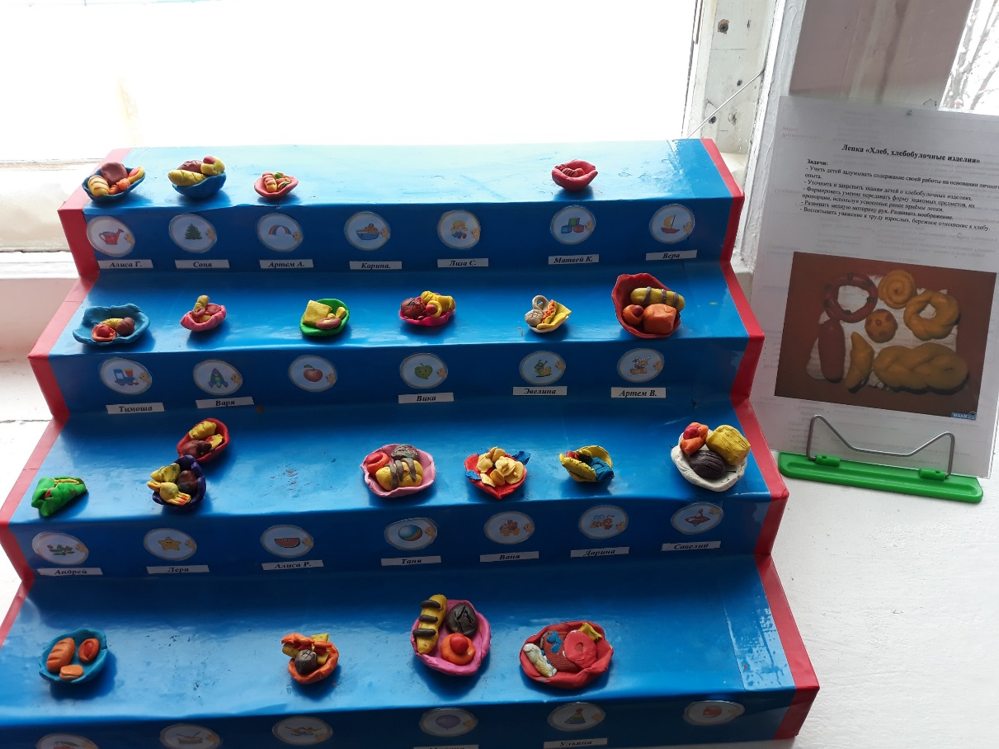 Лепка «Хлеб, хлебобулочные изделия»
Задачи:
- Учить детей задумывать содержание своей работы на основании личного
опыта.
- Уточнить и закрепить знания детей о хлебобулочных изделиях.
- Формировать умение передавать форму знакомых предметов, их
пропорции, используя усвоенные ранее приёмы лепки.
- Развивать мелкую моторику рук. Развивать воображение.
- Воспитывать уважение к труду взрослых, бережное отношение к хлебу.
Алиса Г.
Соня
Артем А.
Карина.
Лиза С.
Матвей К.
Вера
Тимоша
Варя
Вика
Эвелина
Артем В.
Андрей
Лера
Алиса Р.
Таня
Ваня
Дарина
Савелий
Ульяна